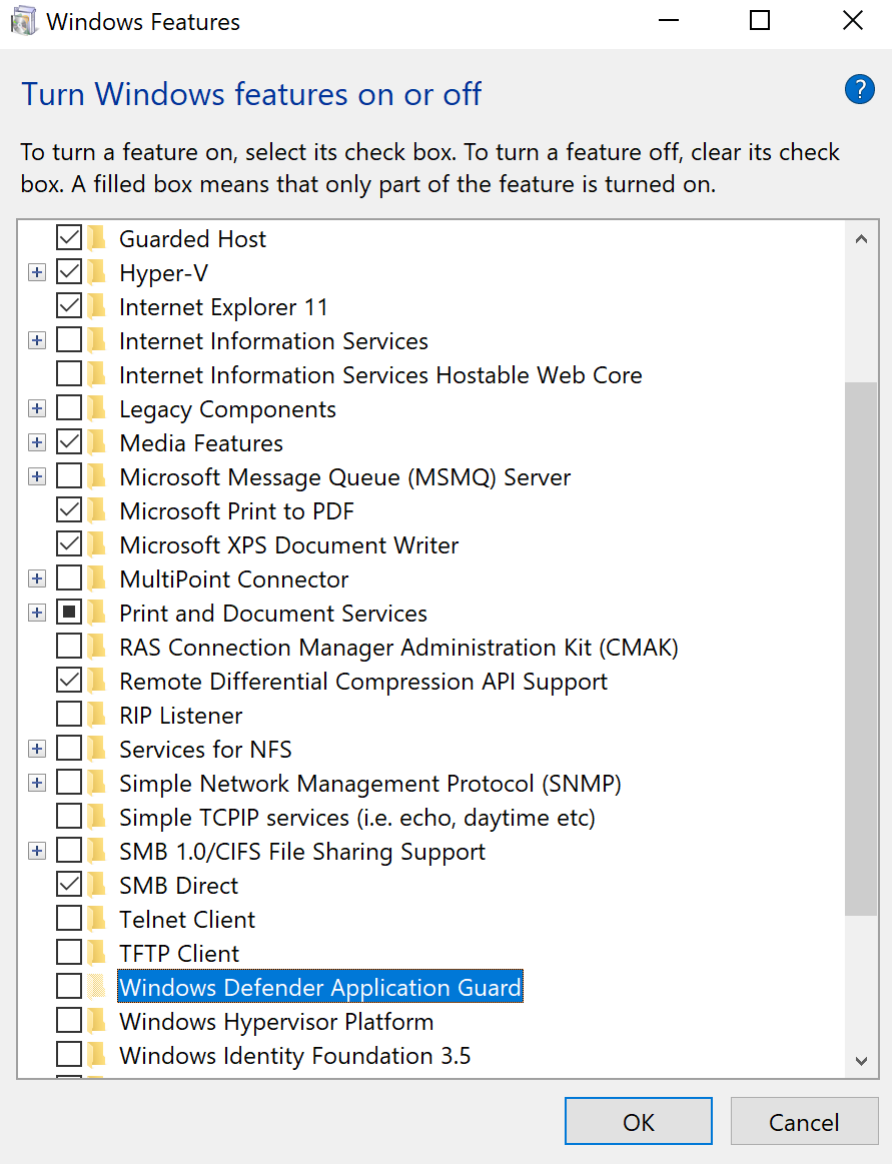 Windows Features
Turn Windows features on or off
?
To turn a feature on, select its check box. To turn a feature off, clear its check
box. A filled box means that only part of the feature is turned on.
Guarded Host
Hyper-V
Internet Explorer 11
Internet Information Services
Internet Information Services Hostable Web Core
Legacy Components
Media Features
Microsoft Message Queue (MSMQ) Server
Microsoft Print to PDF
Microsoft XPS Document Writer
MultiPoint Connector
Print and Document Services
RAS Connection Manager Administration Kit (CMAK)
Remote Differential Compression API Support
RIP Listener
Services for NFS
Simple Network Management Protocol (SNMP)
Simple TCPIP services (i.e. echo, daytime etc)
SMB 1.0/CIFS File Sharing Support
SMB Direct
Telnet Client
TFTP Client
Windows Defender Application Guard
Windows Hypervisor Platform
Windows Identity Foundation 3.5
OK Cancel